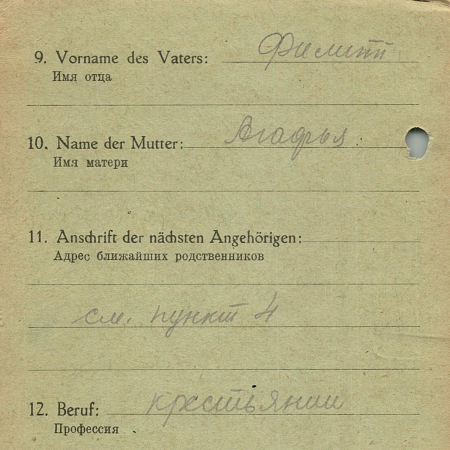 9. Vorname des Vaters: Филипп
Имя отца
10. Name der Mutter: Агафья
Имя матери
11. Anschrift der nächsten Angehörigen:
Адрес ближайших родственников
см. пункт 4
12. Beruf: крестьянин
Профессия